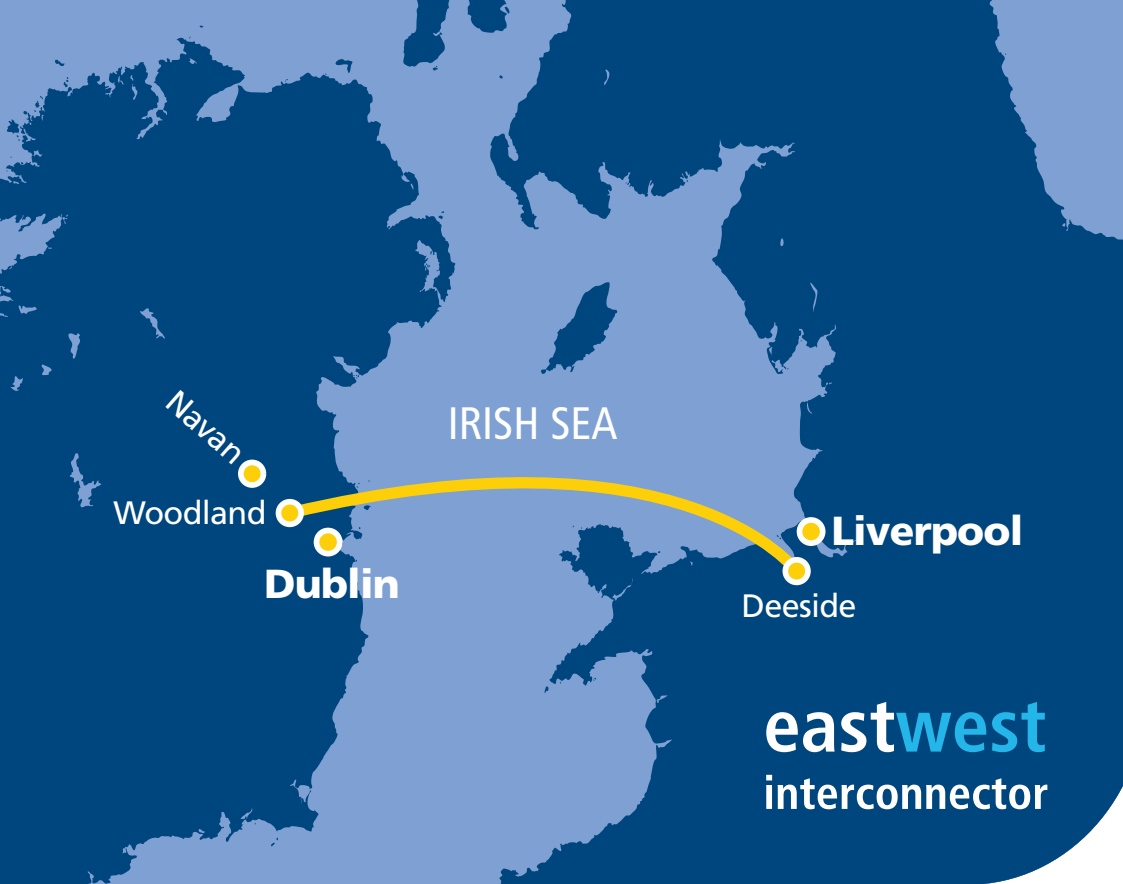 IRISH SEA
Navan
Woodland
Dublin
Liverpool
Deeside
eastwest
interconnector